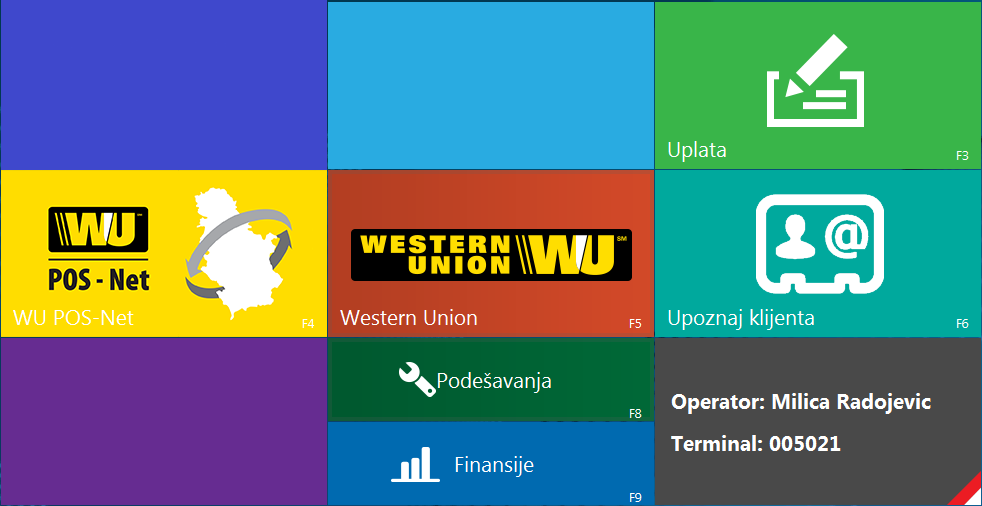 Uplata
F3
WU
POS - Net
WU POS-Net
F4
WESTERN
UNION WU SM
Western Union
F5
@
Upoznaj klijenta
F6
Podešavanja
F8
Finansije
F9
Operator: Milica Radojevic
Terminal: 005021